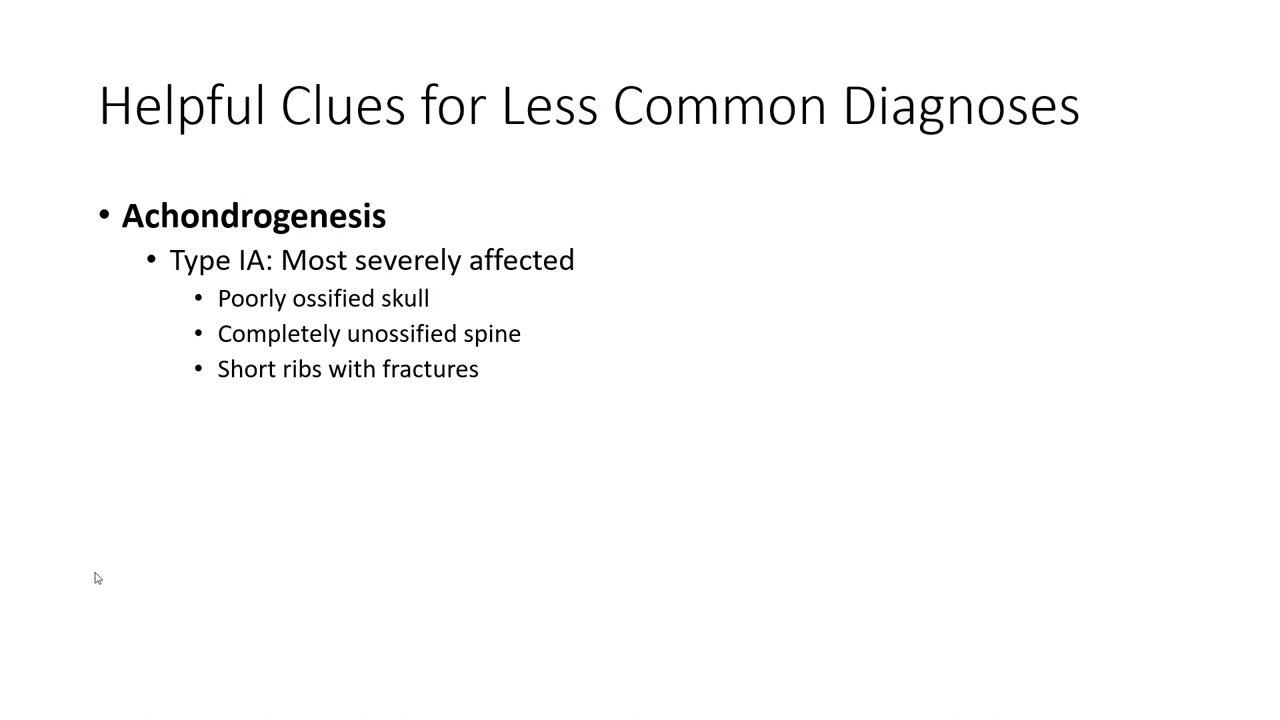 Helpful Clues for Less Common Diagnoses
• Achondrogenesis
• Type IA: Most severely affected
• Poorly ossified skull
• Completely unossified spine
• Short ribs with fractures